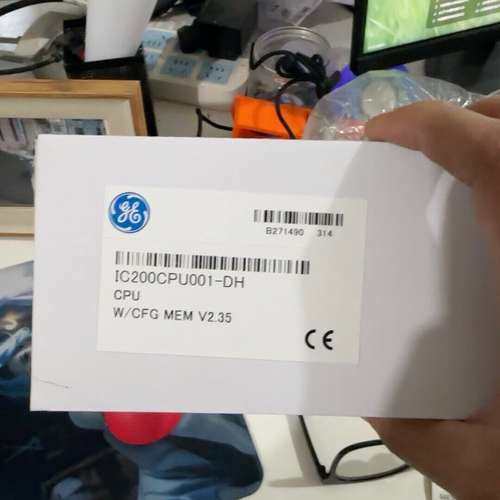 GE
B271490 314
IC200CPU001-DH
CPU
W/CFG MEM V2.35
CE